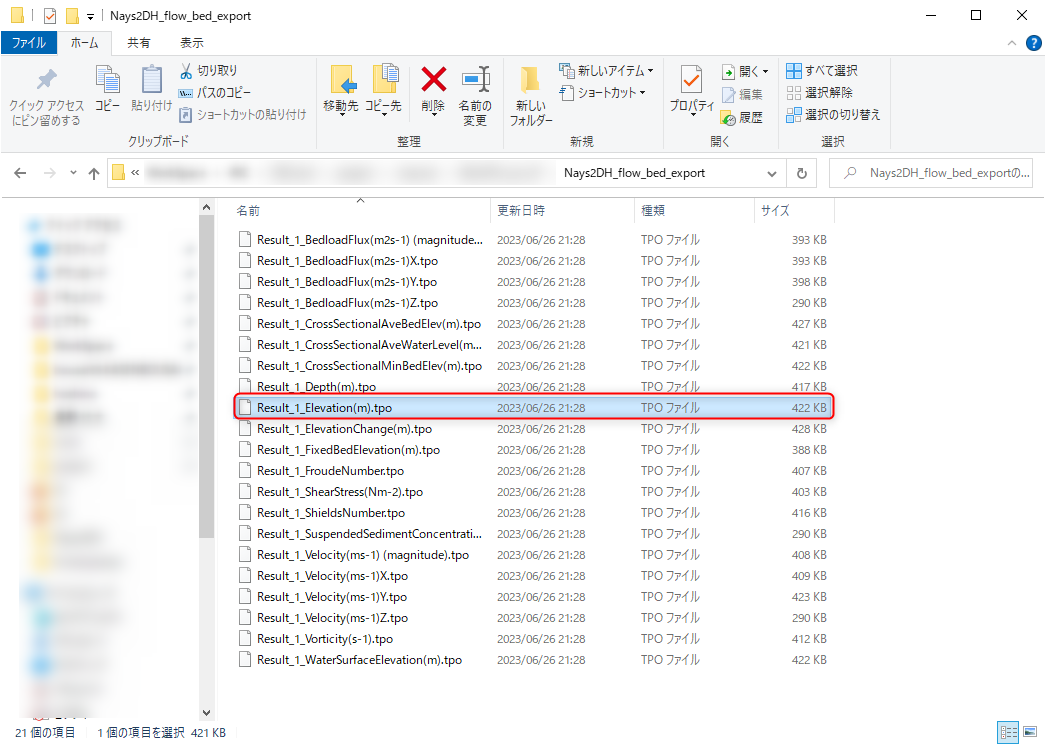 Nays2DH_flow_bed_export
ファイル ホーム 共有 表示
クイック アクセス
にピン留めする
コピー
貼り付け
切り取り
パスのコピー
ショートカットの貼り付け
クリップボード
移動先
コピー先
削除
名前の
変更
整理
新しい
フォルダー
新しいアイテム
ショートカット
新規
プロパティ
開く
編集
履歴
開く
すべて選択
選択解除
選択の切り替え
選択
« Nays2DH_flow_bed_export
Nays2DH_flow_bed_exportの...
名前 更新日時 種類 サイズ
Result_1_BedloadFlux(m2s-1) (magnitude... 2023/06/26 21:28 TPO ファイル 393 KB
Result_1_BedloadFlux(m2s-1)X.tpo 2023/06/26 21:28 TPO ファイル 393 KB
Result_1_BedloadFlux(m2s-1)Y.tpo 2023/06/26 21:28 TPO ファイル 398 KB
Result_1_BedloadFlux(m2s-1)Z.tpo 2023/06/26 21:28 TPO ファイル 290 KB
Result_1_CrossSectionalAveBedElev(m).tpo 2023/06/26 21:28 TPO ファイル 427 KB
Result_1_CrossSectionalAveWaterLevel(m... 2023/06/26 21:28 TPO ファイル 421 KB
Result_1_CrossSectionalMinBedElev(m).tpo 2023/06/26 21:28 TPO ファイル 422 KB
Result_1_Depth(m).tpo 2023/06/26 21:28 TPO ファイル 417 KB
Result_1_Elevation(m).tpo 2023/06/26 21:28 TPO ファイル 422 KB
Result_1_ElevationChange(m).tpo 2023/06/26 21:28 TPO ファイル 428 KB
Result_1_FixedBedElevation(m).tpo 2023/06/26 21:28 TPO ファイル 388 KB
Result_1_FroudeNumber.tpo 2023/06/26 21:28 TPO ファイル 407 KB
Result_1_ShearStress(Nm-2).tpo 2023/06/26 21:28 TPO ファイル 403 KB
Result_1_ShieldsNumber.tpo 2023/06/26 21:28 TPO ファイル 416 KB
Result_1_SuspendedSedimentConcentrati... 2023/06/26 21:28 TPO ファイル 290 KB
Result_1_Velocity(ms-1) (magnitude).tpo 2023/06/26 21:28 TPO ファイル 408 KB
Result_1_Velocity(ms-1)X.tpo 2023/06/26 21:28 TPO ファイル 409 KB
Result_1_Velocity(ms-1)Y.tpo 2023/06/26 21:28 TPO ファイル 423 KB
Result_1_Velocity(ms-1)Z.tpo 2023/06/26 21:28 TPO ファイル 290 KB
Result_1_Vorticity(s-1).tpo 2023/06/26 21:28 TPO ファイル 412 KB
Result_1_WaterSurfaceElevation(m).tpo 2023/06/26 21:28 TPO ファイル 422 KB
21 個の項目 1 個の項目を選択 421 KB